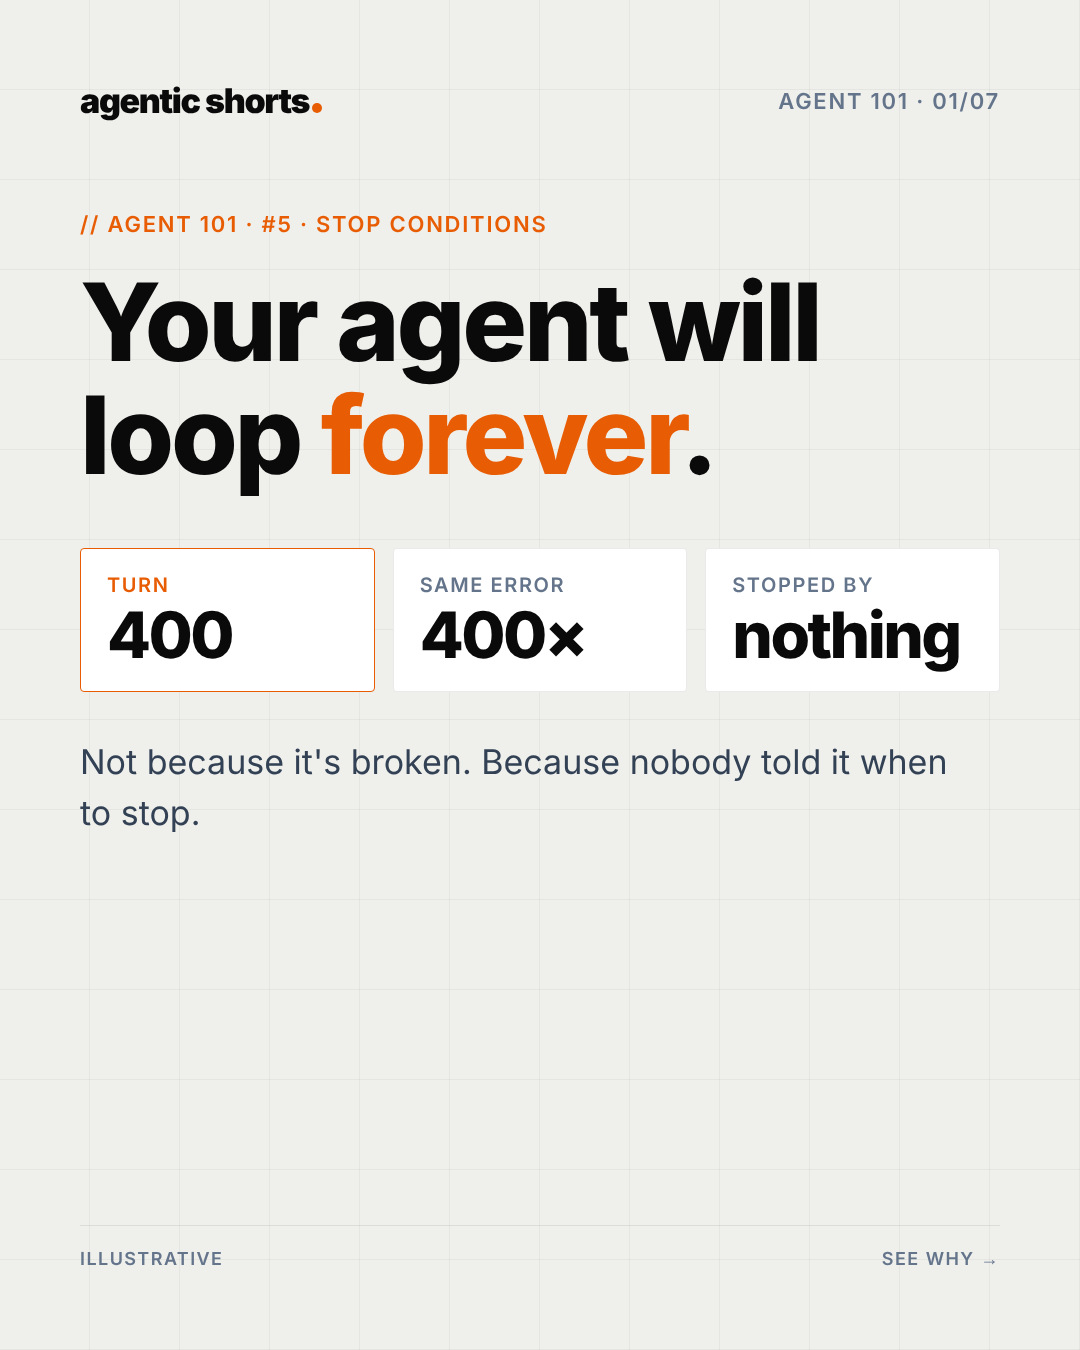 agentic shorts.
AGENT 101 · 01/07
// AGENT 101 · #5 · STOP CONDITIONS
Your agent will
loop forever.
TURN
400
SAME ERROR
400×
STOPPED BY
nothing
Not because it's broken. Because nobody told it when
to stop.
ILLUSTRATIVE
SEE WHY →